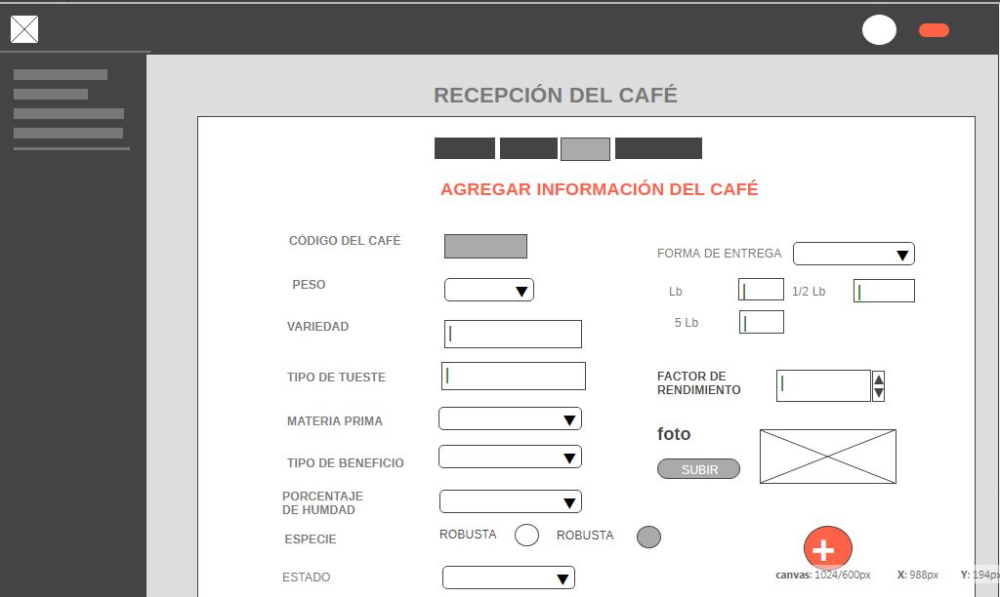 RECEPCIÓN DEL CAFÉ
AGREGAR INFORMACIÓN DEL CAFÉ
CÓDIGO DEL CAFÉ
PESO
VARIEDAD
TIPO DE TUESTE
MATERIA PRIMA
TIPO DE BENEFICIO
PORCENTAJE
DE HUMDAD
ESPECIE
ROBUSTA
ROBUSTA
ESTADO
FORMA DE ENTREGA
Lb
1/2 Lb
5 Lb
FACTOR DE
RENDIMIENTO
foto
SUBIR
canvas: 1024/600px X: 988px Y: 194px